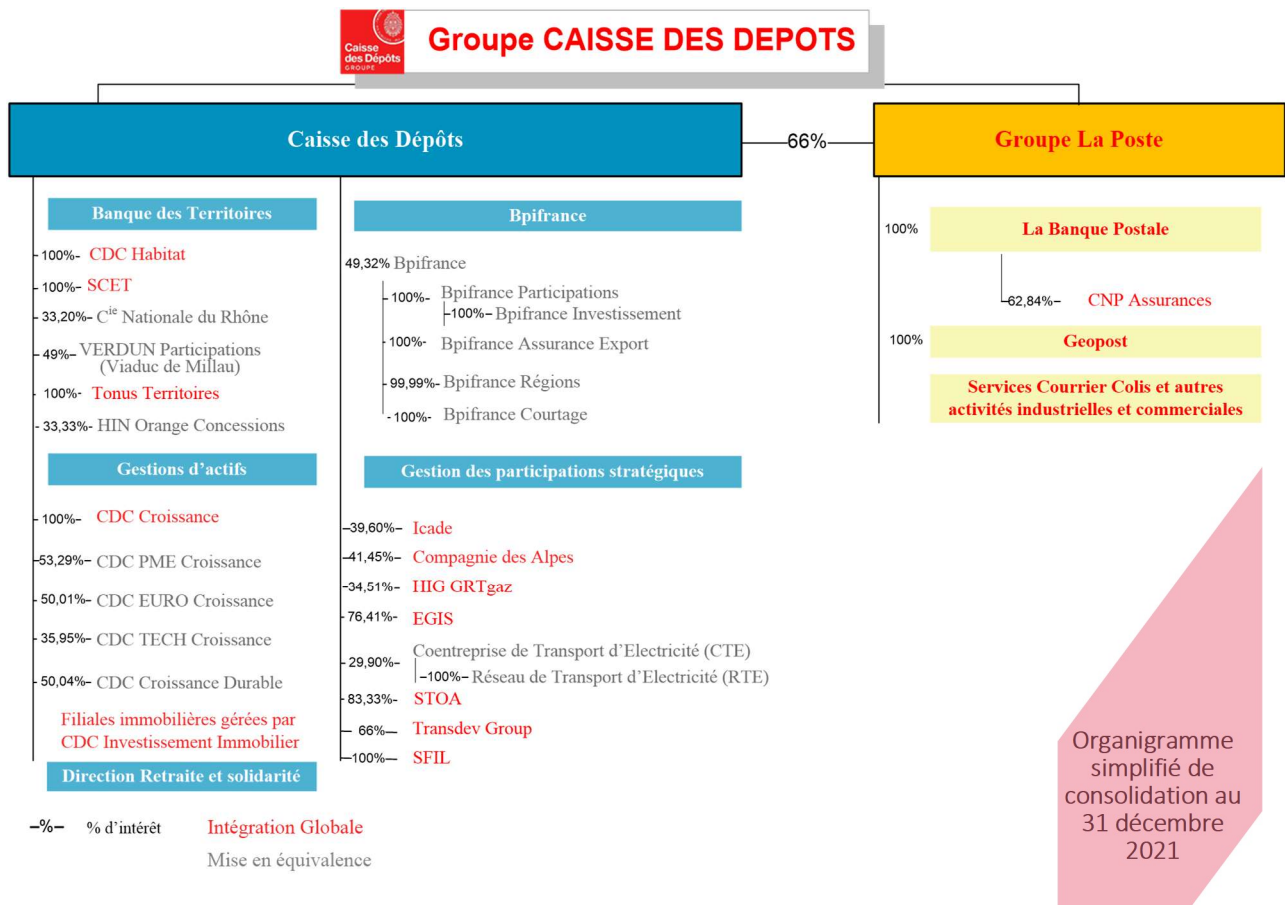 Caisse
des Dépôts
GROUPE
Groupe CAISSE DES DEPOTS
Caisse des Dépôts
66%
Groupe La Poste
Banque des Territoires
100% CDC Habitat
100% SCET
33,20% Cie Nationale du Rhône
49% VERDUN Participations
(Viaduc de Millau)
100% Tonus Territoires
33,33% HIN Orange Concessions
Gestions d'actifs
100% CDC Croissance
53,29% CDC PME Croissance
50,01% CDC EURO Croissance
35,95% CDC TECH Croissance
50,04% CDC Croissance Durable
Filiales immobilières gérées par
CDC Investissement Immobilier
Direction Retraite et solidarité
Bpifrance
49,32% Bpifrance
100% Bpifrance Participations
100% Bpifrance Investissement
100% Bpifrance Assurance Export
99,99% Bpifrance Régions
100% Bpifrance Courtage
Gestion des participations stratégiques
39,60% Icade
41,45% Compagnie des Alpes
34,51% HIG GRTgaz
76,41% EGIS
29,90% Coentreprise de Transport d'Electricité (CTE)
100% Réseau de Transport d'Electricité (RTE)
83,33% STOA
66% Transdev Group
100% SFIL
100% La Banque Postale
62,84% CNP Assurances
100% Geopost
Services Courrier Colis et autres
activités industrielles et commerciales
–%– % d'intérêt Intégration Globale
Mise en équivalence
Organigramme
simplifié de
consolidation au
31 décembre
2021